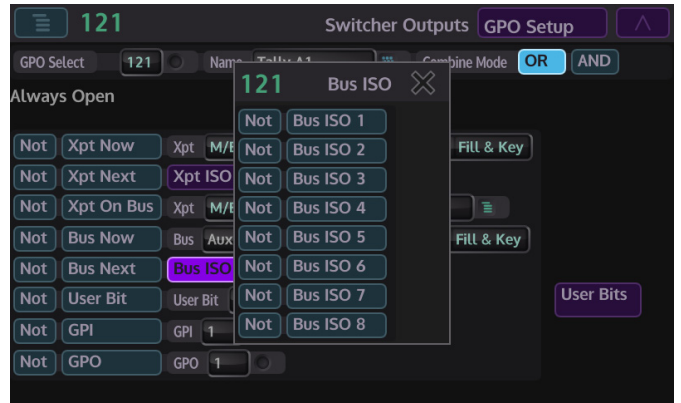 121 Switcher Outputs GPO Setup
GPO Select 121 Name Tally A1 Combine Mode OR AND
121 Bus ISO
Always Open
Not Bus ISO 1
Not Xpt Now Xpt M/E Not Bus ISO 2 Fill & Key
Not Xpt Next Xpt ISO Not Bus ISO 3
Not Xpt On Bus Xpt M/E Not Bus ISO 4
Not Bus Now Bus Aux Not Bus ISO 5 Fill & Key
Not Bus Next Bus ISO Not Bus ISO 6
Not User Bit User Bit Not Bus ISO 7 User Bits
Not GPI GPI 1 Not Bus ISO 8
Not GPO GPO 1